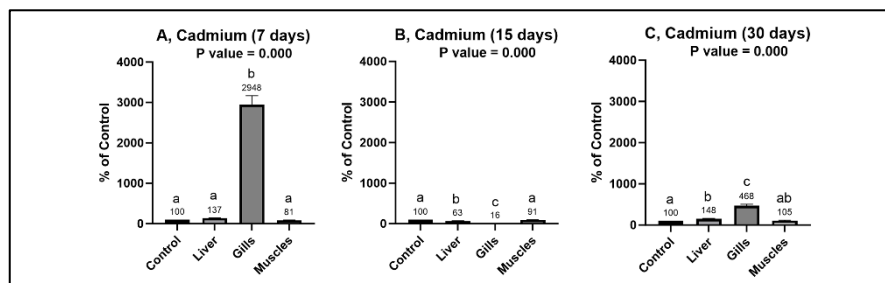 A, Cadmium (7 days)
P value = 0.000
% of Control
4000
3000
2000
1000
0
a
100
a
137
b
2948
a
81
Control
Liver
Gills
Muscles
B, Cadmium (15 days)
P value = 0.000
% of Control
4000
3000
2000
1000
0
a
100
b
63
c
16
a
91
Control
Liver
Gills
Muscles
C, Cadmium (30 days)
P value = 0.000
% of Control
4000
3000
2000
1000
0
a
100
b
148
c
468
ab
105
Control
Liver
Gills
Muscles